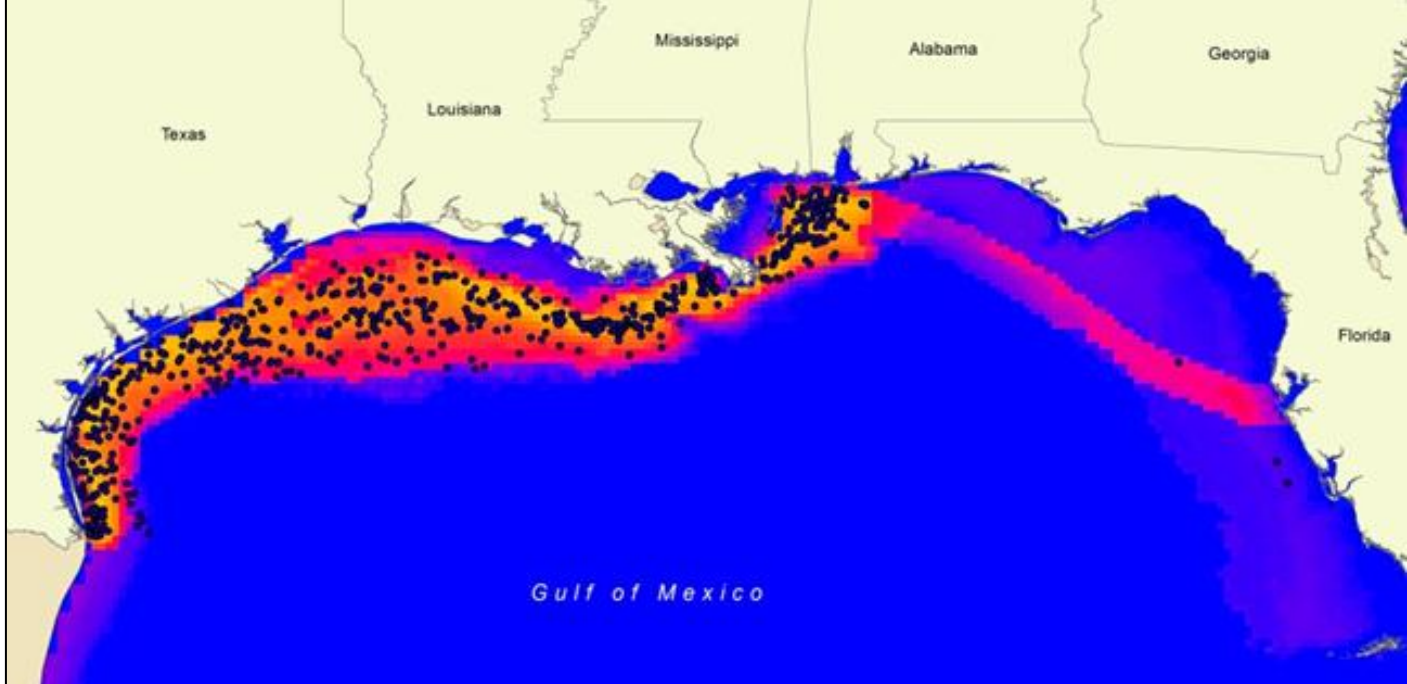 Mississippi
Alabama
Georgia
Louisiana
Texas
Florida
Gulf of Mexico